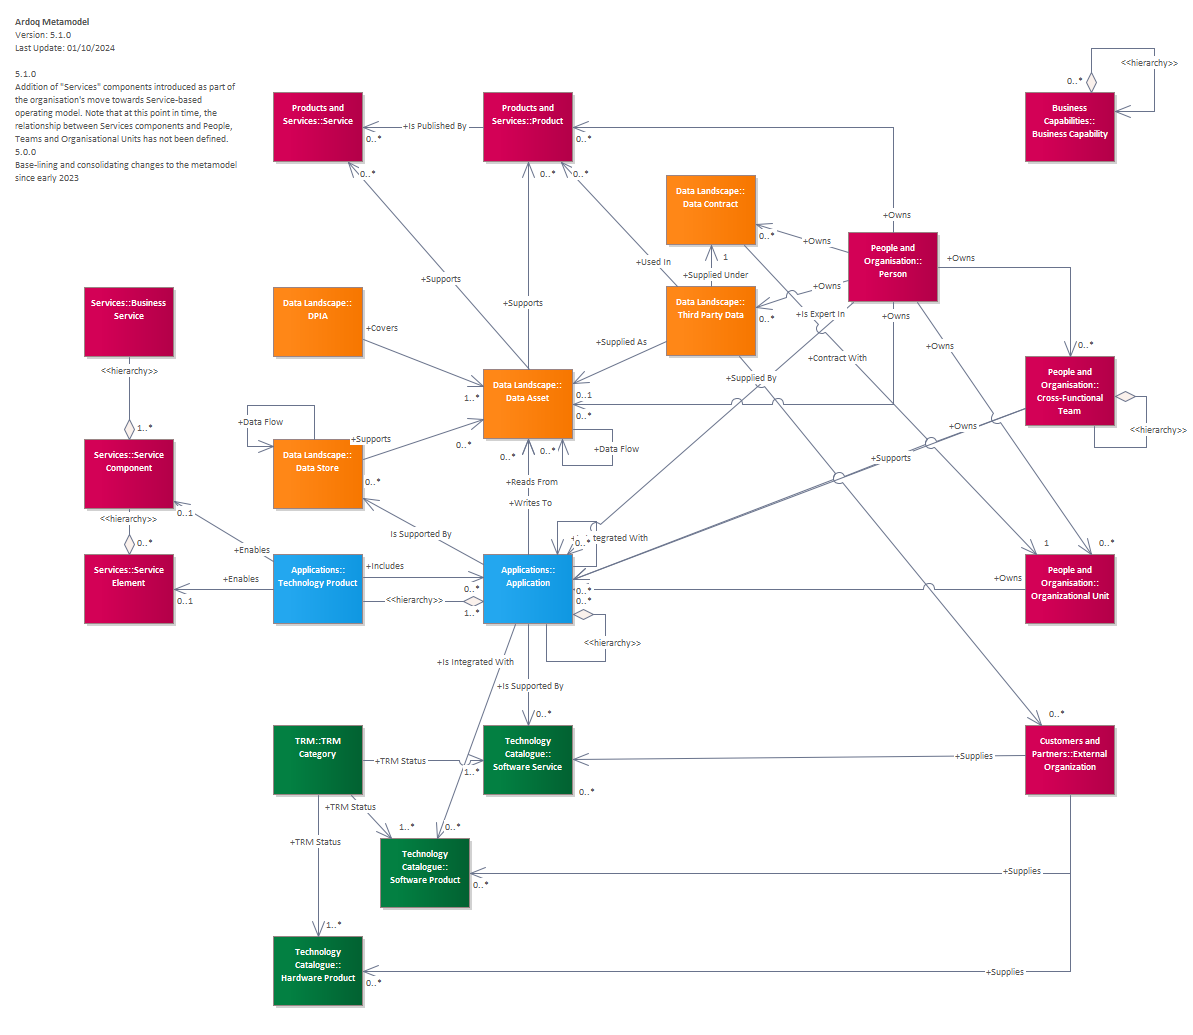 Ardoq Metamodel
Version: 5.1.0
Last Update: 01/10/2024
5.1.0
Addition of "Services" components introduced as part of
the organisation's move towards Service-based
operating model. Note that at this point in time, the
relationship between Services components and People,
Teams and Organisational Units has not been defined.
5.0.0
Base-lining and consolidating changes to the metamodel
since early 2023
<<hierarchy>>
0..*
Business
Capabilities::
Business Capability
Products and
Services::Service
+Is Published By
0..*
0..*
Products and
Services::Product
0..*
0..*
0..*
Data Landscape::
Data Contract
0..*
+Owns
+Owns
People and
Organisation::
Person
+Owns
+Used In
1
+Supplied Under
+Owns
+Supports
+Supports
Data Landscape::
Third Party Data
0..*
+Is Expert In
+Owns
Services::Business
Service
Data Landscape::
DPIA
+Covers
+Supplied As
+Contract With
+Owns
0..*
People and
Organisation::
Cross-Functional
Team
<<hierarchy>>
<<hierarchy>>
+Supplied By
Data Landscape::
Data Asset
1..*
0..1
0..*
+Data Flow
+Supports
0..*
0..*
0..*
+Data Flow
+Owns
+Supports
1..*
Services::Service
Component
Data Landscape::
Data Store
0..*
+Reads From
+Writes To
0..1
<<hierarchy>>
0..*
+Enables
Is Supported By
+Integrated With
0..*
1
0..*
Services::Service
Element
+Enables
0..1
Applications::
Technology Product
+Includes
0..*
<<hierarchy>>
1..*
Applications::
Application
0..*
0..*
+Owns
People and
Organisation::
Organizational Unit
<<hierarchy>>
+Is Integrated With
+Is Supported By
0..*
0..*
TRM::TRM
Category
+TRM Status
1..*
Technology
Catalogue::
Software Service
0..*
+Supplies
Customers and
Partners::External
Organization
+TRM Status
1..*
0..*
+TRM Status
Technology
Catalogue::
Software Product
0..*
+Supplies
1..*
Technology
Catalogue::
Hardware Product
0..*
+Supplies